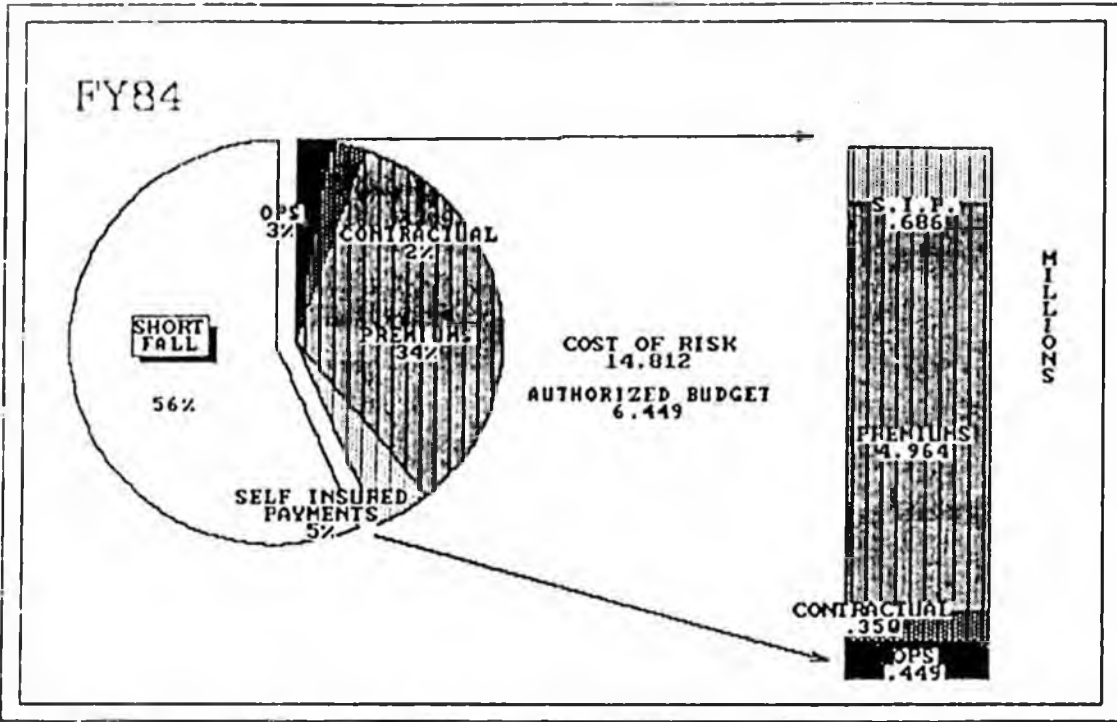 FY84
OPS
3%
CONTRACTUAL
2%
PREMIUMS
34%
SHORT
FALL
56%
SELF INSURED
PAYMENTS
5%
COST OF RISK
14.812
AUTHORIZED BUDGET
6.449
S.I.P.
.686
PREMIUMS
4.964
CONTRACTUAL
.350
OPS
.449
MILLIONS